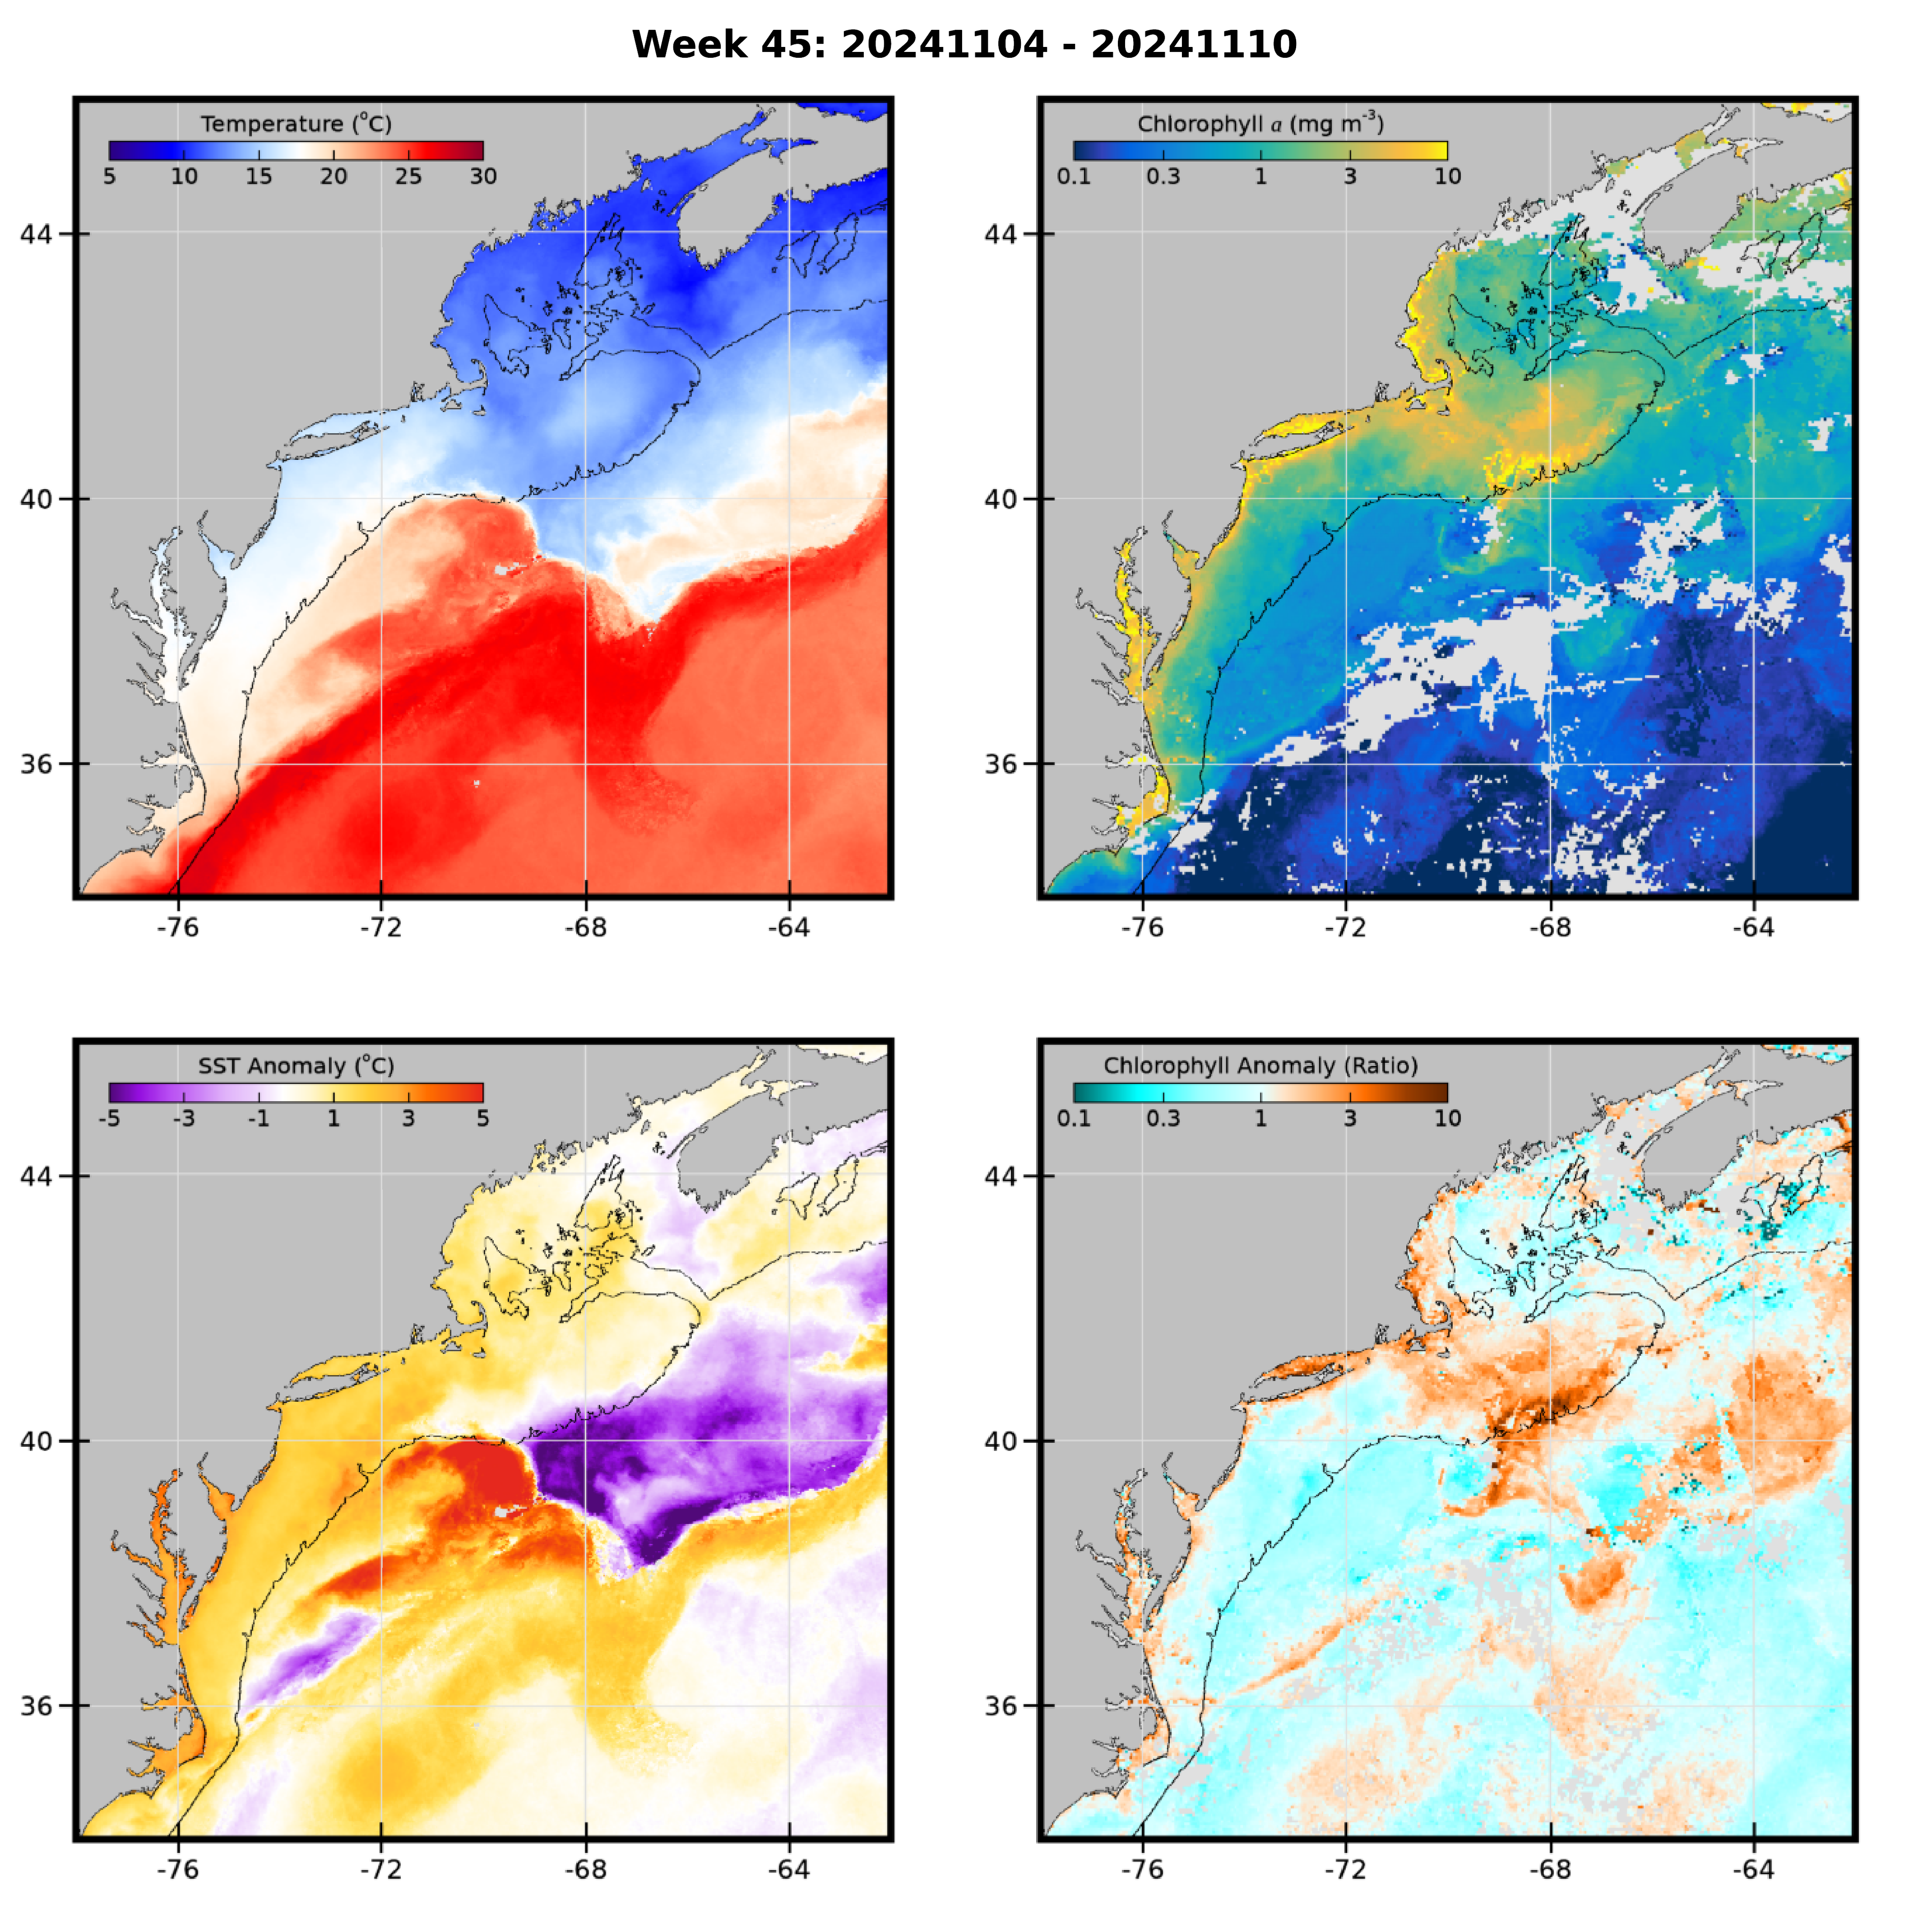 Week 45: 20241104 - 20241110
Temperature (°C)
5 10 15 20 25 30
44
40
36
-76 -72 -68 -64
Chlorophyll a (mg m-3)
0.1 0.3 1 3 10
44
40
36
-76 -72 -68 -64
SST Anomaly (°C)
-5 -3 -1 1 3 5
44
40
36
-76 -72 -68 -64
Chlorophyll Anomaly (Ratio)
0.1 0.3 1 3 10
44
40
36
-76 -72 -68 -64